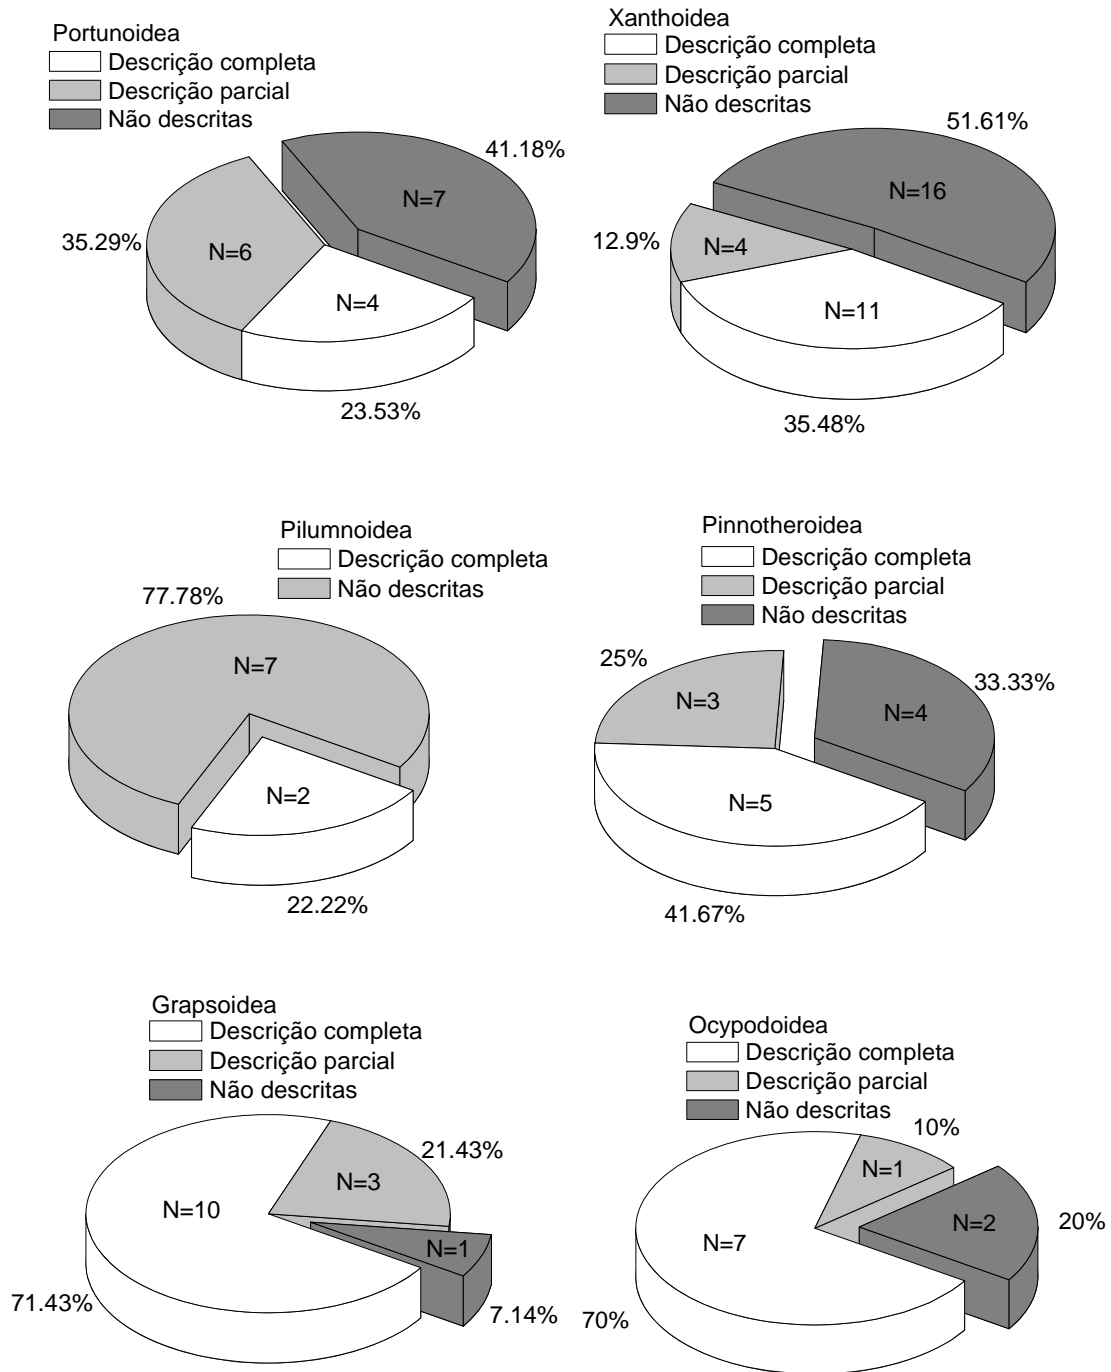 Portunoidea
Descrição completa
Descrição parcial
Não descritas
41.18%
N=7
35.29%
N=6
N=4
23.53%
Xanthoidea
Descrição completa
Descrição parcial
Não descritas
51.61%
N=16
12.9%
N=4
N=11
35.48%
Pilumnoidea
Descrição completa
Não descritas
77.78%
N=7
N=2
22.22%
Pinnotheroidea
Descrição completa
Descrição parcial
Não descritas
25%
33.33%
N=3
N=4
N=5
41.67%
Grapsoidea
Descrição completa
Descrição parcial
Não descritas
21.43%
N=3
N=10
N=1
71.43%
7.14%
Ocypodoidea
Descrição completa
Descrição parcial
Não descritas
10%
N=1
N=2
20%
N=7
70%